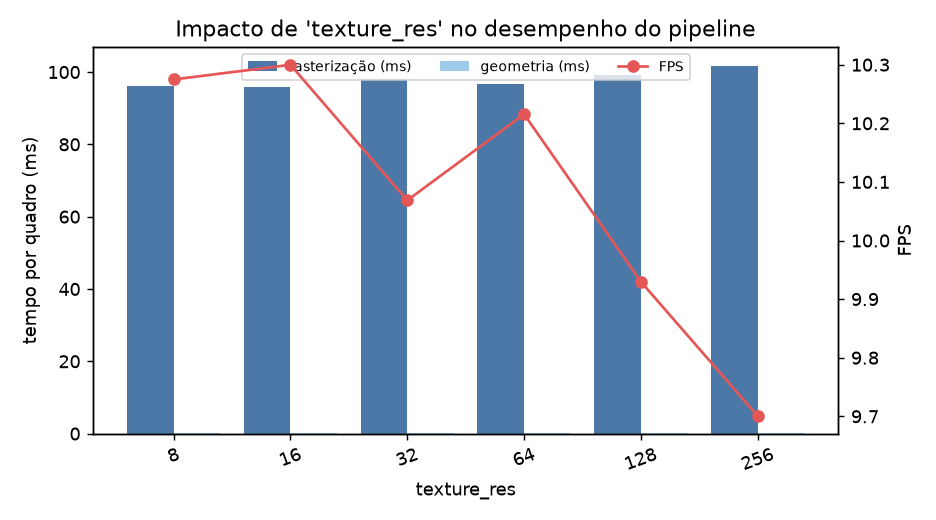 Impacto de 'texture_res' no desempenho do pipeline
rasterização (ms) geometria (ms) FPS
tempo por quadro (ms)
100
80
60
40
20
0
10.3
10.2
10.1
10.0
9.9
9.8
9.7
FPS
8 16 32 64 128 256
texture_res